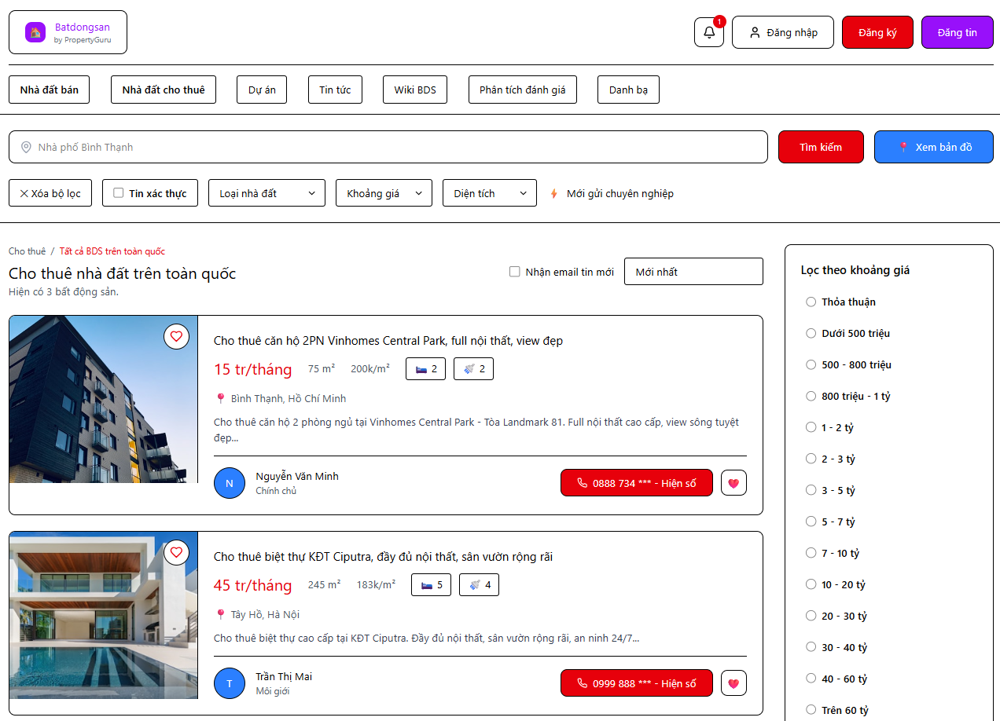 Batdongsan
by PropertyGuru
1
Đăng nhập
Đăng ký
Đăng tin
Nhà đất bán
Nhà đất cho thuê
Dự án
Tin tức
Wiki BDS
Phân tích đánh giá
Danh bạ
Nhà phố Bình Thạnh
Tìm kiếm
Xem bản đồ
Xóa bộ lọc
Tin xác thực
Loại nhà đất
Khoảng giá
Diện tích
Mới gửi chuyên nghiệp
Cho thuê / Tất cả BDS trên toàn quốc
Cho thuê nhà đất trên toàn quốc
Hiện có 3 bất động sản.
Nhận email tin mới
Mới nhất
Cho thuê căn hộ 2PN Vinhomes Central Park, full nội thất, view đẹp
15 tr/tháng 75 m² 200k/m² 2 2
Bình Thạnh, Hồ Chí Minh
Cho thuê căn hộ 2 phòng ngủ tại Vinhomes Central Park - Tòa Landmark 81. Full nội thất cao cấp, view sông tuyệt
đẹp...
N
Nguyễn Văn Minh
Chính chủ
0888 734 *** - Hiện số
Cho thuê biệt thự KĐT Ciputra, đầy đủ nội thất, sân vườn rộng rãi
45 tr/tháng 245 m² 183k/m² 5 4
Tây Hồ, Hà Nội
Cho thuê biệt thự cao cấp tại KĐT Ciputra. Đầy đủ nội thất, sân vườn rộng rãi, an ninh 24/7...
T
Trần Thị Mai
Môi giới
0999 888 *** - Hiện số
Lọc theo khoảng giá
Thỏa thuận
Dưới 500 triệu
500 - 800 triệu
800 triệu - 1 tỷ
1 - 2 tỷ
2 - 3 tỷ
3 - 5 tỷ
5 - 7 tỷ
7 - 10 tỷ
10 - 20 tỷ
20 - 30 tỷ
30 - 40 tỷ
40 - 60 tỷ
Trên 60 tỷ